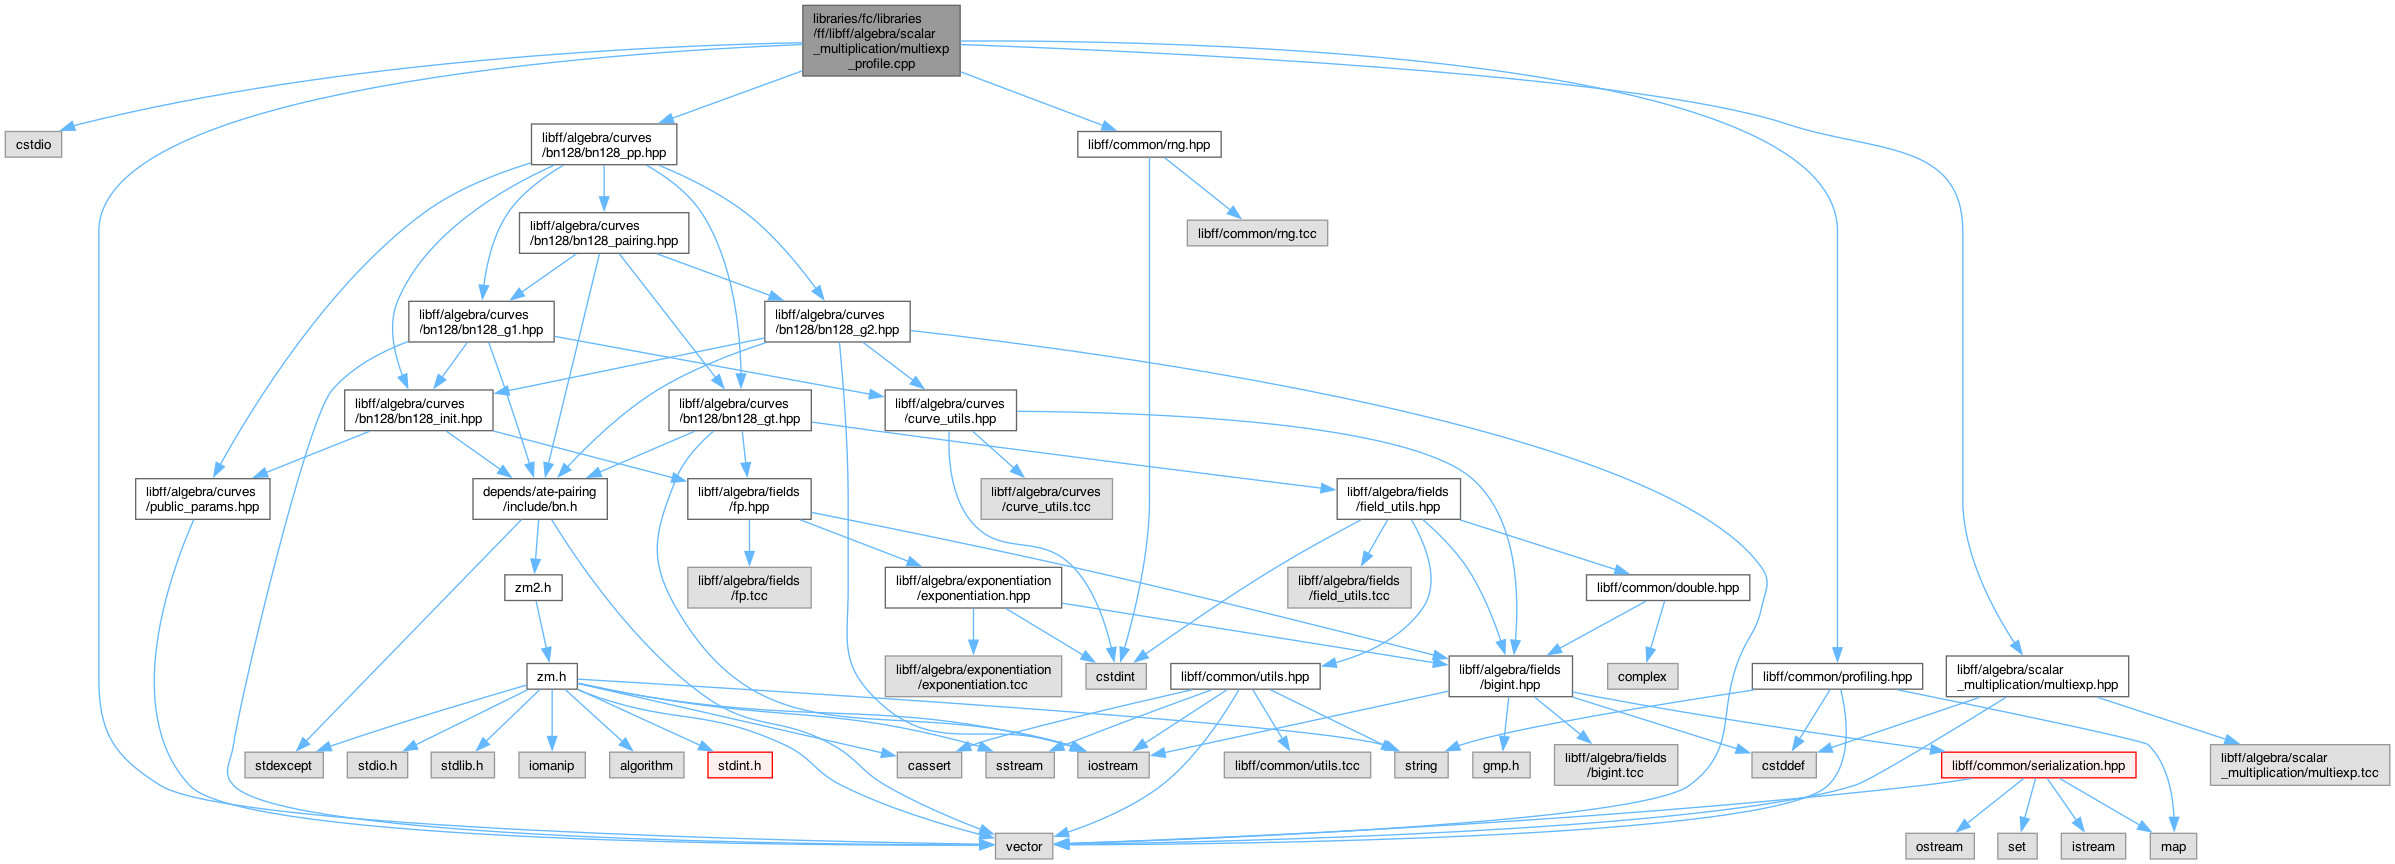 libraries/fc/libraries
/ff/libff/algebra/scalar
_multiplication/multiexp
_profile.cpp
cstdio
libff/algebra/curves
/bn128/bn128_pp.hpp
libff/common/rng.hpp
libff/algebra/curves
/bn128/bn128_pairing.hpp
libff/common/rng.tcc
libff/algebra/curves
/bn128/bn128_g1.hpp
libff/algebra/curves
/bn128/bn128_g2.hpp
libff/algebra/curves
/bn128/bn128_init.hpp
libff/algebra/curves
/bn128/bn128_gt.hpp
libff/algebra/curves
/curve_utils.hpp
libff/algebra/curves
/public_params.hpp
depends/ate-pairing
/include/bn.h
libff/algebra/fields
/fp.hpp
libff/algebra/curves
/curve_utils.tcc
libff/algebra/fields
/field_utils.hpp
zm2.h
libff/algebra/fields
/fp.tcc
libff/algebra/exponentiation
/exponentiation.hpp
libff/algebra/fields
/field_utils.tcc
libff/common/double.hpp
zm.h
libff/algebra/exponentiation
/exponentiation.tcc
cstdint
libff/common/utils.hpp
libff/algebra/fields
/bigint.hpp
complex
libff/common/profiling.hpp
libff/algebra/scalar
_multiplication/multiexp.hpp
stdexcept
stdio.h
stdlib.h
iomanip
algorithm
stdint.h
cassert
sstream
iostream
libff/common/utils.tcc
string
gmp.h
libff/algebra/fields
/bigint.tcc
cstddef
libff/common/serialization.hpp
libff/algebra/scalar
_multiplication/multiexp.tcc
vector
ostream
set
istream
map